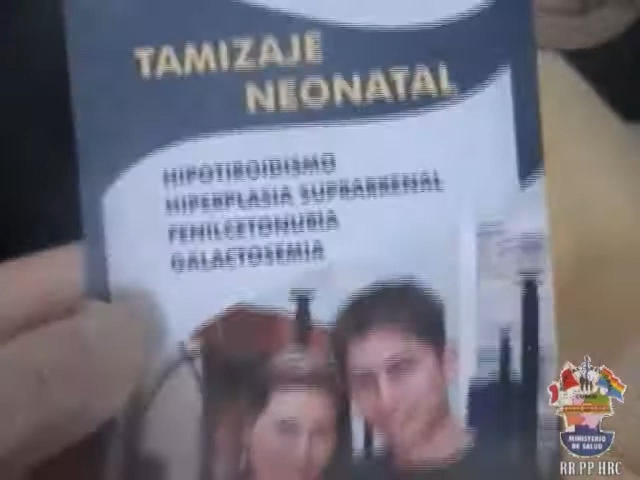 TAMIZAJE
NEONATAL
HIPOTIROIDISMO
HIPERPLASIA SUPRARRENAL
FENILCETONURIA
GALACTOSEMIA
MINISTERIO
DE SALUD
RR PP HRC